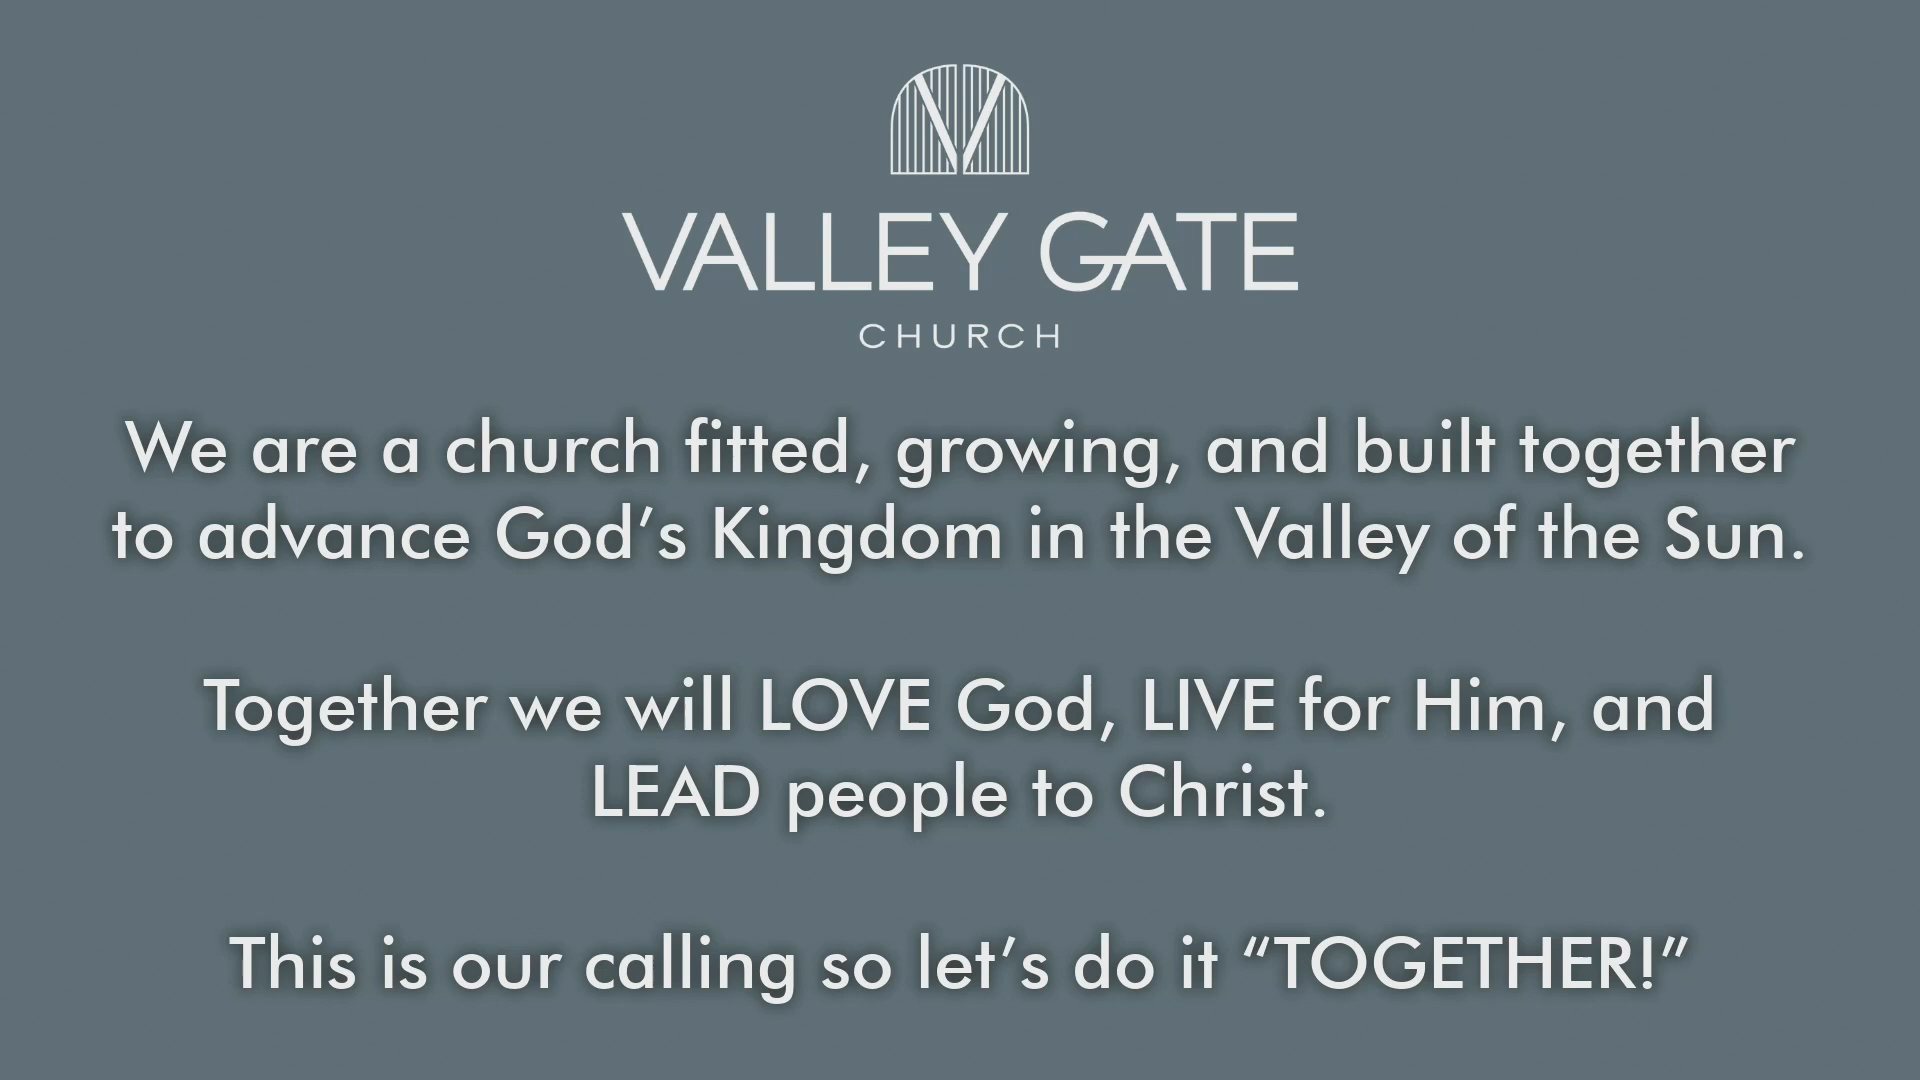 VALLEY GATE
CHURCH
We are a church fitted, growing, and built together
to advance God’s Kingdom in the Valley of the Sun.
Together we will LOVE God, LIVE for Him, and
LEAD people to Christ.
This is our calling so let’s do it “TOGETHER!”